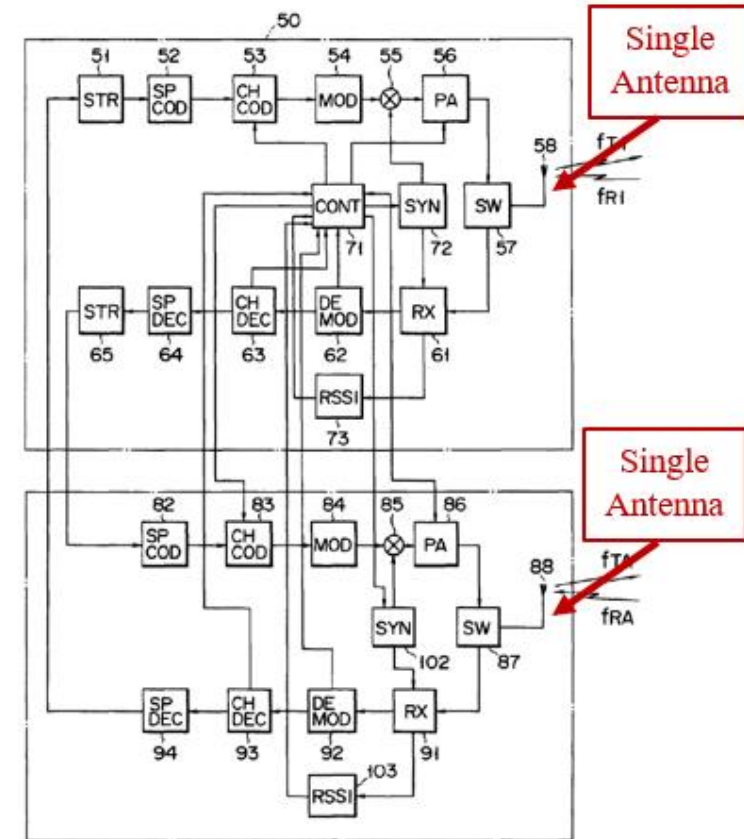 50
51 52 53 54 55 56
STR SP COD CH COD MOD PA
Single
Antenna
58
fT1
fR1
CONT SYN SW
71 72 57
STR SP DEC CH DEC DE MOD RX
65 64 63 62 61
RSSI
73
Single
Antenna
82 83 84 85 86
SP COD CH COD MOD PA
88
fTA
fRA
SYN SW
102 87
SP DEC CH DEC DE MOD RX
94 93 92 91
103
RSSI